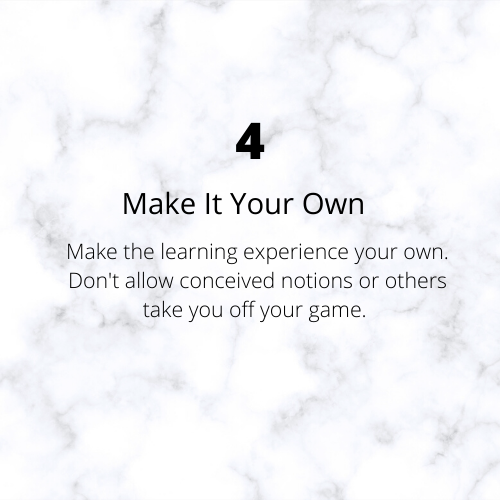 4
Make It Your Own
Make the learning experience your own.
Don't allow conceived notions or others
take you off your game.